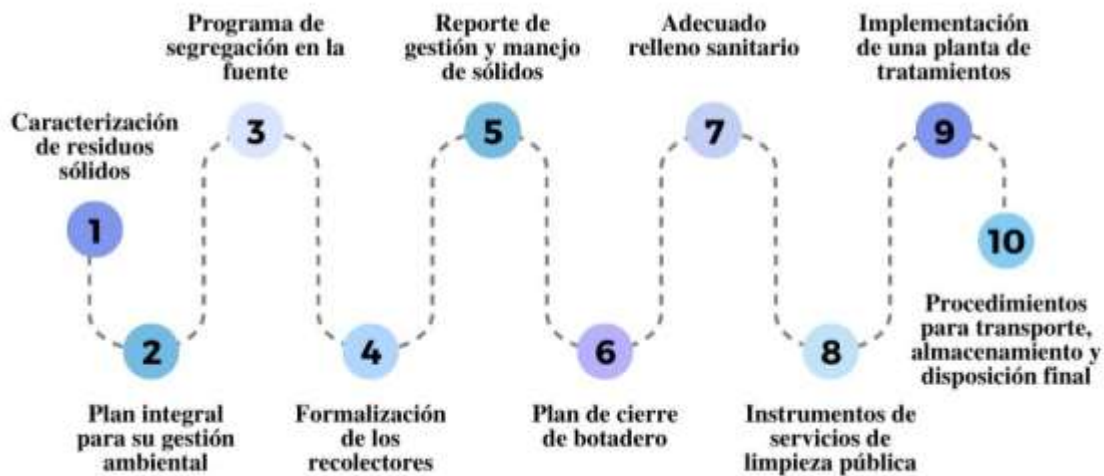 Caracterización
de residuos
sólidos
1
2
Plan integral
para su gestión
ambiental
Programa de
segregación en la
fuente
3
4
Formalización
de los
recolectores
Reporte de
gestión y manejo
de sólidos
5
6
Plan de cierre
de botadero
Adecuado
relleno sanitario
7
8
Instrumentos de
servicios de
limpieza pública
Implementación
de una planta de
tratamientos
9
10
Procedimientos
para transporte,
almacenamiento y
disposición final